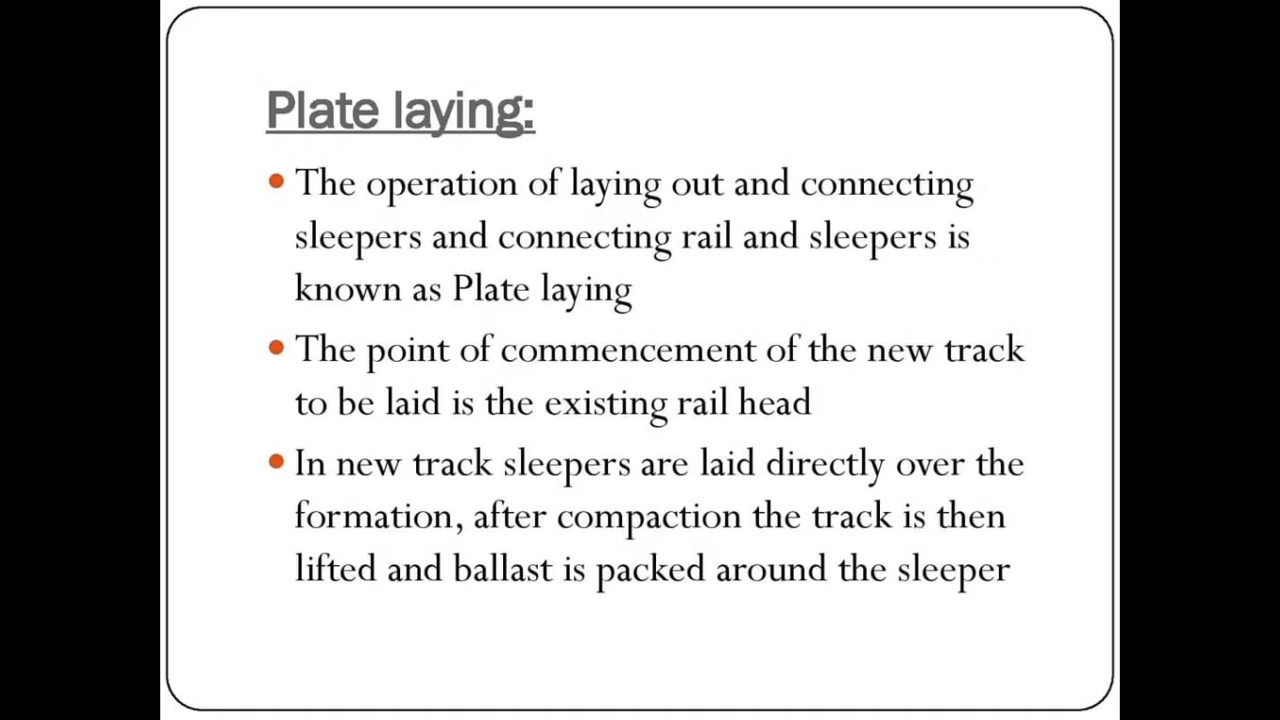 Plate laying:
• The operation of laying out and connecting
sleepers and connecting rail and sleepers is
known as Plate laying
• The point of commencement of the new track
to be laid is the existing rail head
• In new track sleepers are laid directly over the
formation, after compaction the track is then
lifted and ballast is packed around the sleeper